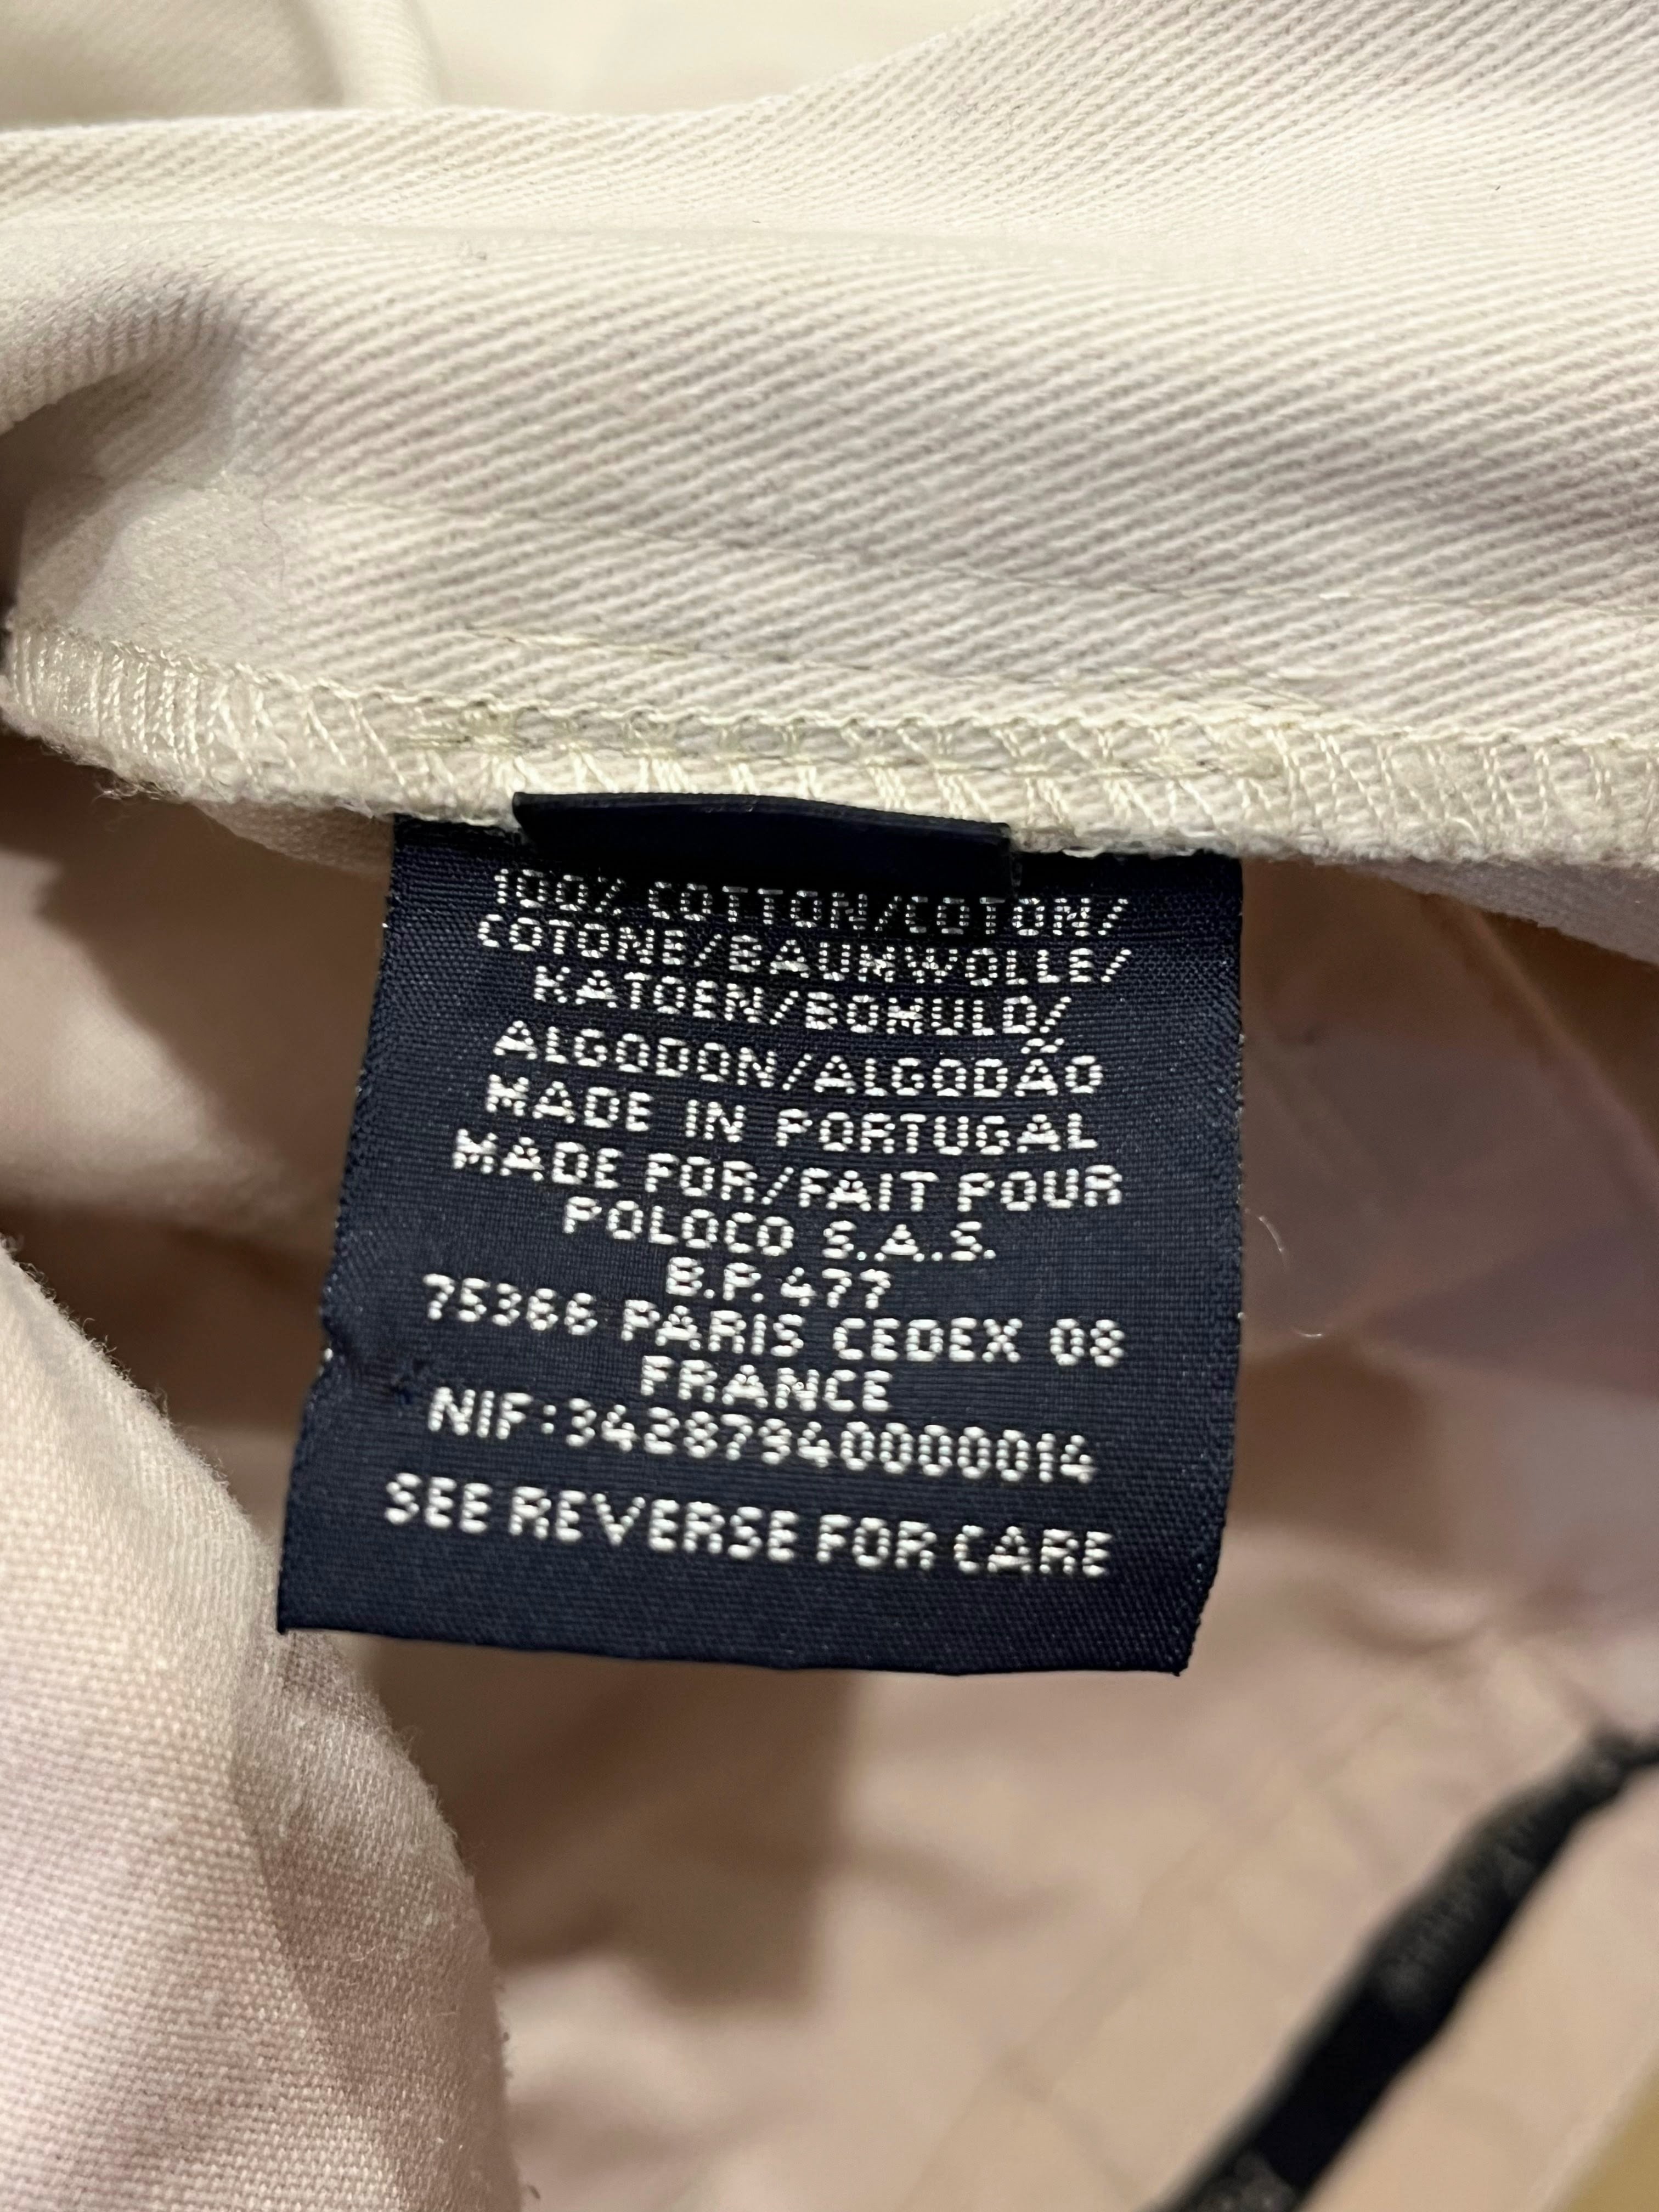 100% COTTON/COTON/
COTONE/BAUMWOLLE/
KATOEN/BOMULD/
ALGODON/ALGODÃO
MADE IN PORTUGAL
MADE FOR/FAIT POUR
POLOCO S.A.S.
B.P. 477
75366 PARIS CEDEX 08
FRANCE
NIF:34287940000014
SEE REVERSE FOR CARE